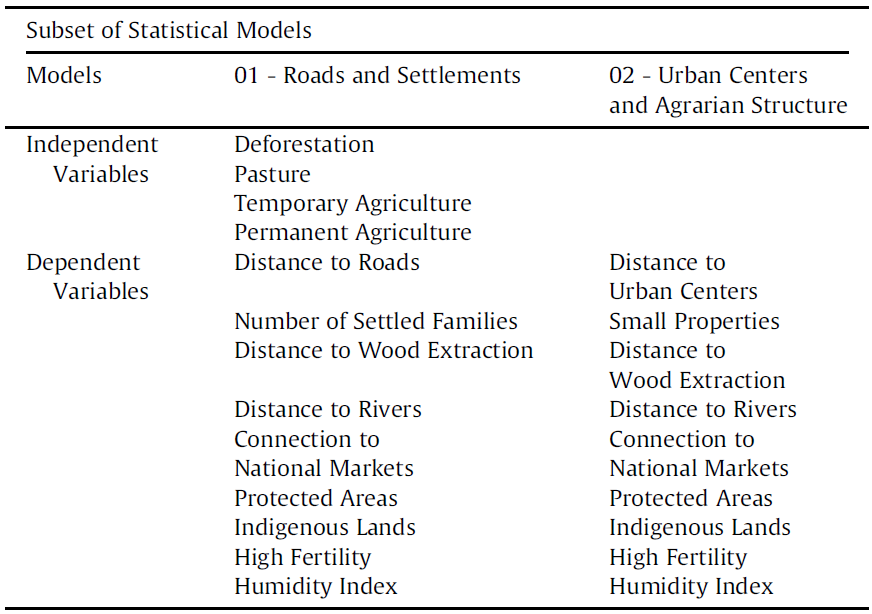 Subset of Statistical Models
Models 01 - Roads and Settlements 02 - Urban Centers
and Agrarian Structure
Independent Deforestation
Variables Pasture
Temporary Agriculture
Permanent Agriculture
Dependent Distance to Roads Distance to
Variables Urban Centers
Number of Settled Families Small Properties
Distance to Wood Extraction Distance to
Wood Extraction
Distance to Rivers Distance to Rivers
Connection to Connection to
National Markets National Markets
Protected Areas Protected Areas
Indigenous Lands Indigenous Lands
High Fertility High Fertility
Humidity Index Humidity Index